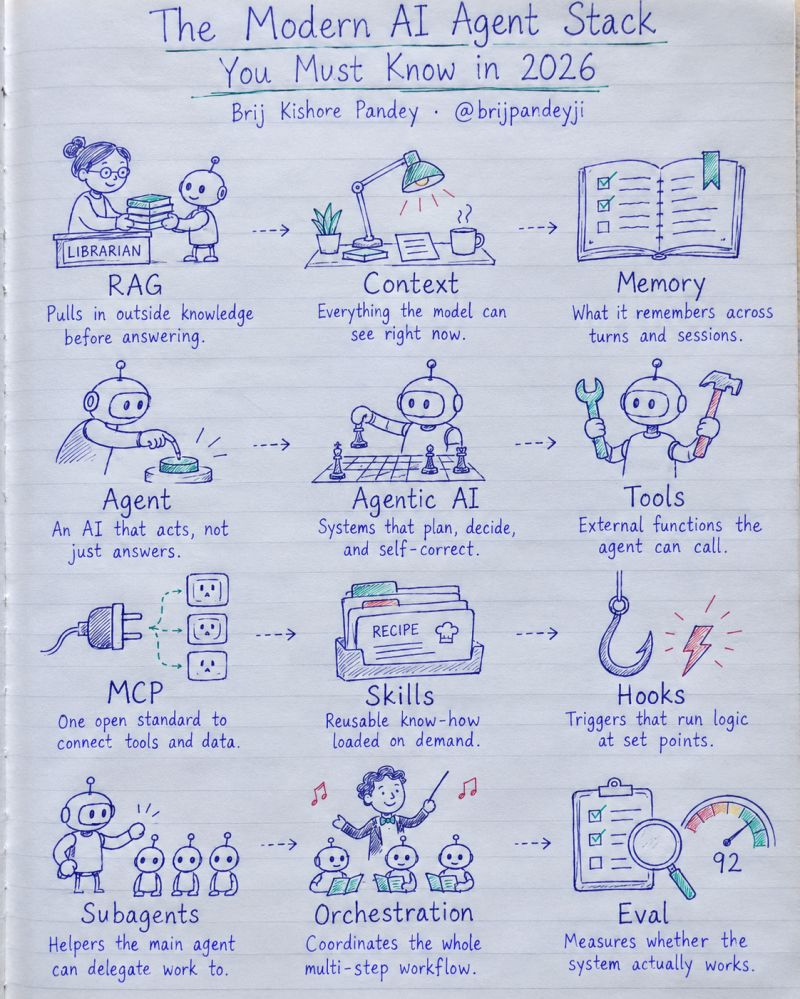 The Modern AI Agent Stack
You Must Know in 2026
Brij Kishore Pandey · @brijpandeyji
LIBRARIAN
RAG
Pulls in outside knowledge
before answering.
Context
Everything the model can
see right now.
Memory
What it remembers across
turns and sessions.
Agent
An AI that acts, not
just answers.
Agentic AI
Systems that plan, decide,
and self-correct.
Tools
External functions the
agent can call.
MCP
One open standard to
connect tools and data.
RECIPE
Skills
Reusable know-how
loaded on demand.
Hooks
Triggers that run logic
at set points.
Subagents
Helpers the main agent
can delegate work to.
Orchestration
Coordinates the whole
multi-step workflow.
92
Eval
Measures whether the
system actually works.